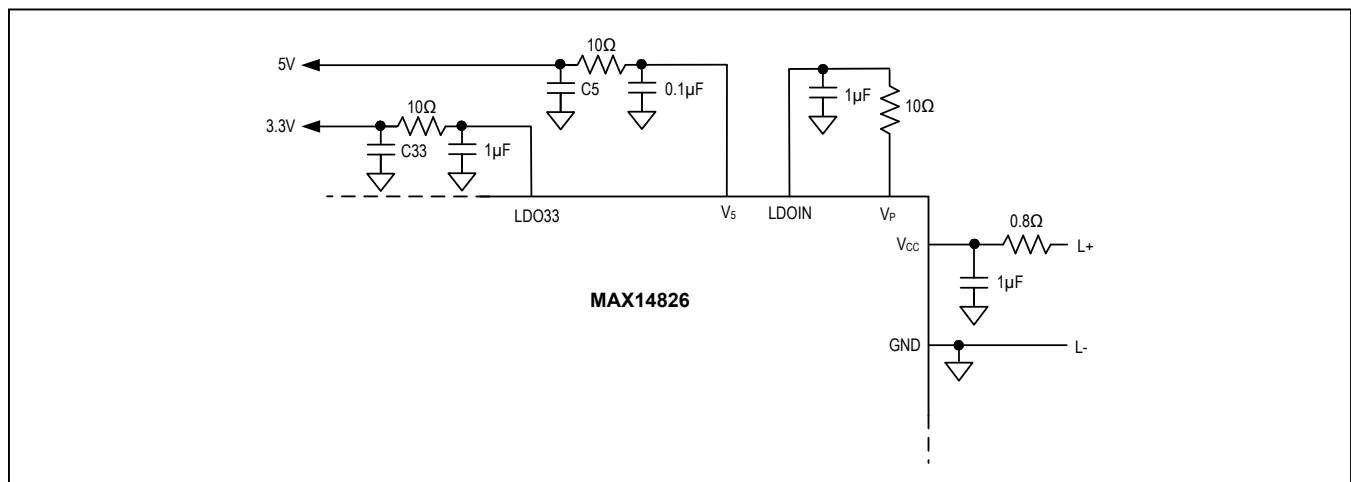 10Ω
5V
C5
0.1µF
1µF
10Ω
10Ω
3.3V
C33
1µF
LDO33
V₅
LDOIN
Vₚ
0.8Ω
V_CC
L+
1µF
MAX14826
GND
L-